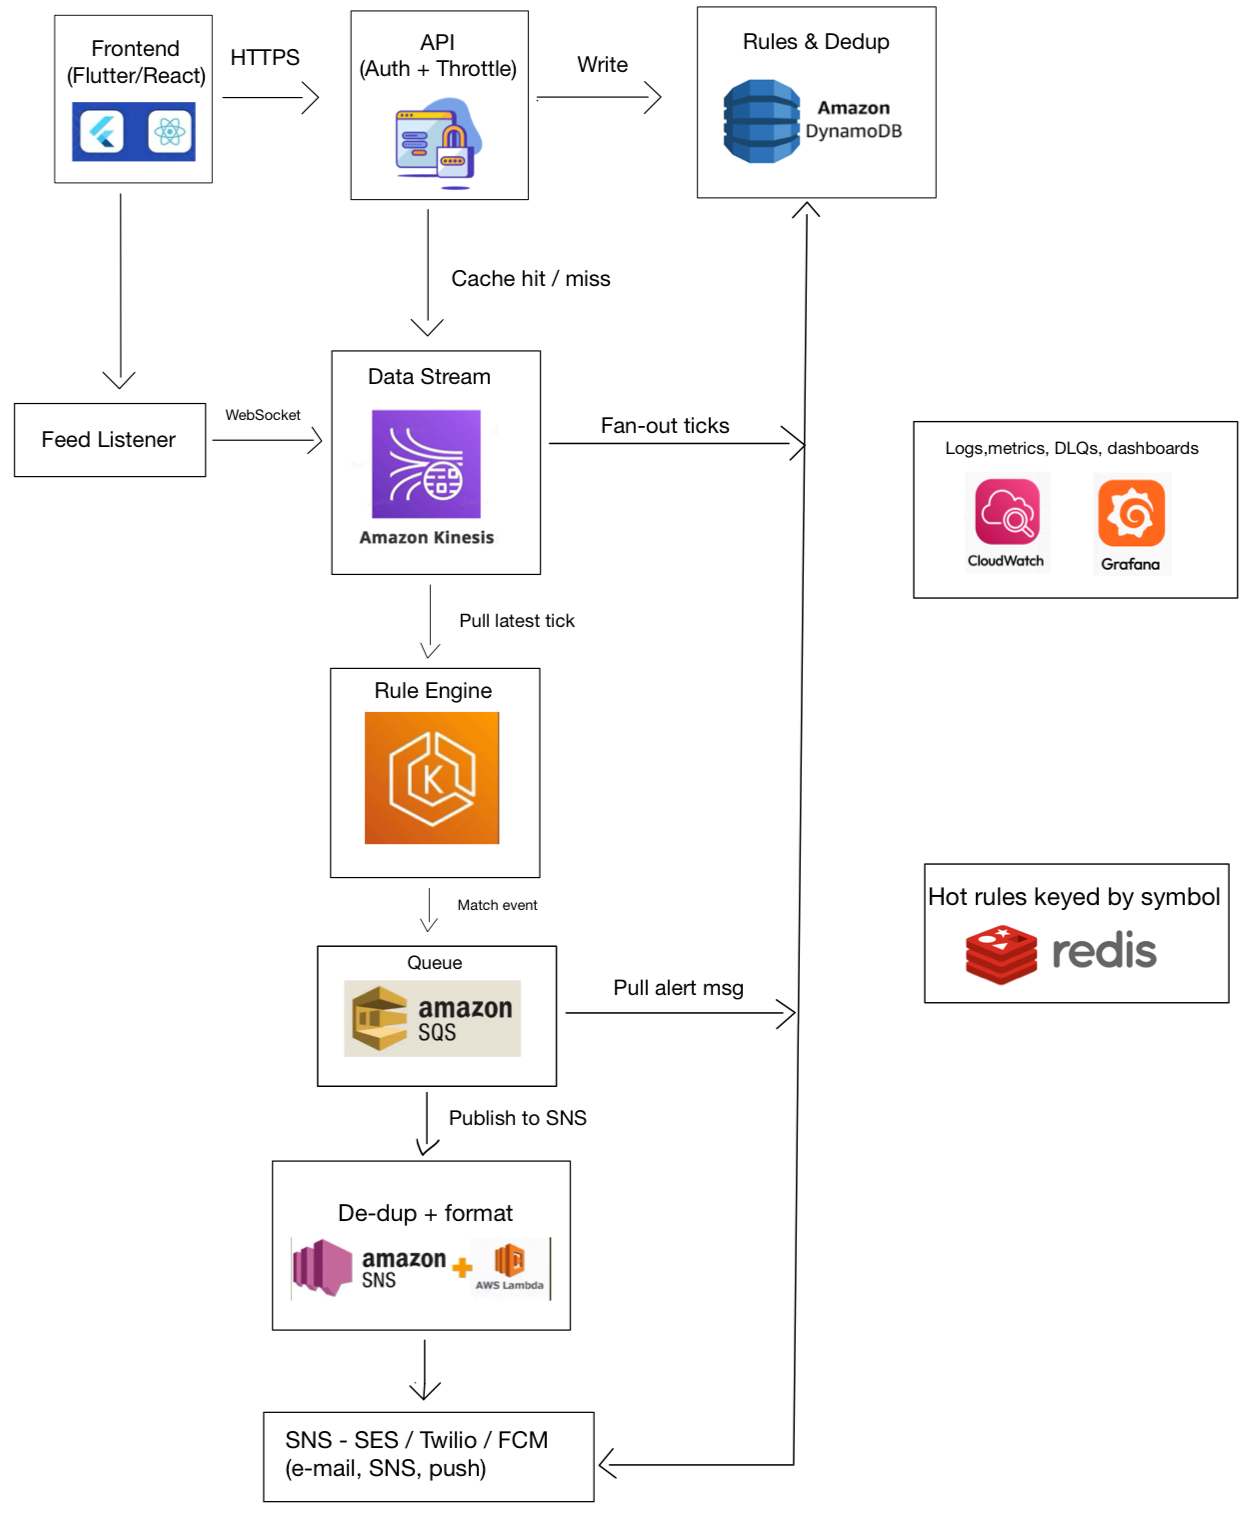 Frontend
(Flutter/React)
HTTPS
API
(Auth + Throttle)
Write
Rules & Dedup
Amazon
DynamoDB
Cache hit / miss
Data Stream
Amazon Kinesis
Feed Listener
WebSocket
Fan-out ticks
Logs,metrics, DLQs, dashboards
CloudWatch
Grafana
Pull latest tick
Rule Engine
K
Match event
Hot rules keyed by symbol
redis
Queue
amazon
SQS
Pull alert msg
Publish to SNS
De-dup + format
amazon
SNS
AWS Lambda
SNS - SES / Twilio / FCM
(e-mail, SNS, push)